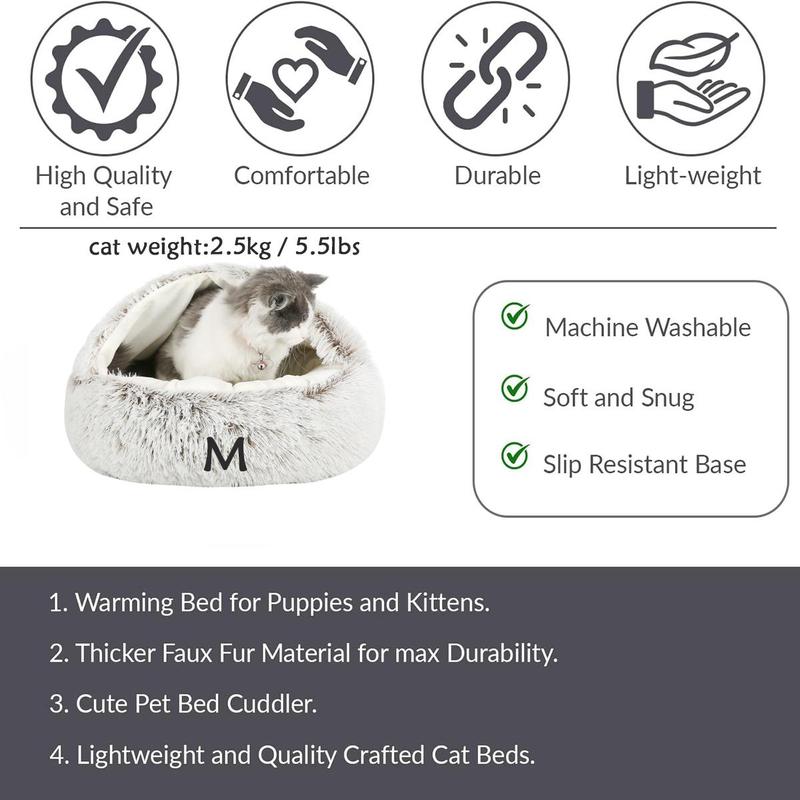 High Quality
and Safe
Comfortable
Durable
Light-weight
cat weight:2.5kg / 5.5lbs
M
Machine Washable
Soft and Snug
Slip Resistant Base
1. Warming Bed for Puppies and Kittens.
2. Thicker Faux Fur Material for max Durability.
3. Cute Pet Bed Cuddler.
4. Lightweight and Quality Crafted Cat Beds.